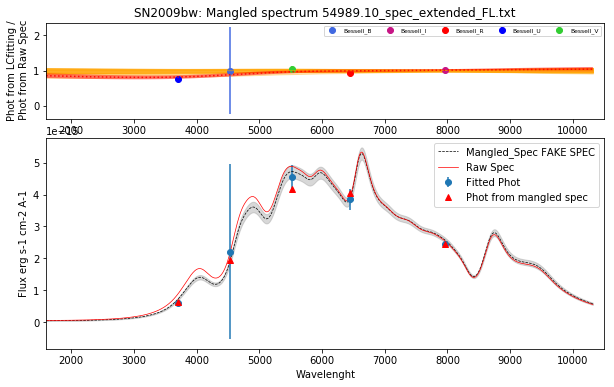 SN2009bw: Mangled spectrum 54989.10_spec_extended_FL.txt
Phot from LCfitting /
Phot from Raw Spec
2
1
0
Bessell_B Bessell_I Bessell_R Bessell_U Bessell_V
2000 3000 4000 5000 6000 7000 8000 9000 10000
1e−15
Flux erg s-1 cm-2 A-1
5
4
3
2
1
0
Mangled_Spec FAKE SPEC
Raw Spec
Fitted Phot
Phot from mangled spec
2000 3000 4000 5000 6000 7000 8000 9000 10000
Wavelenght